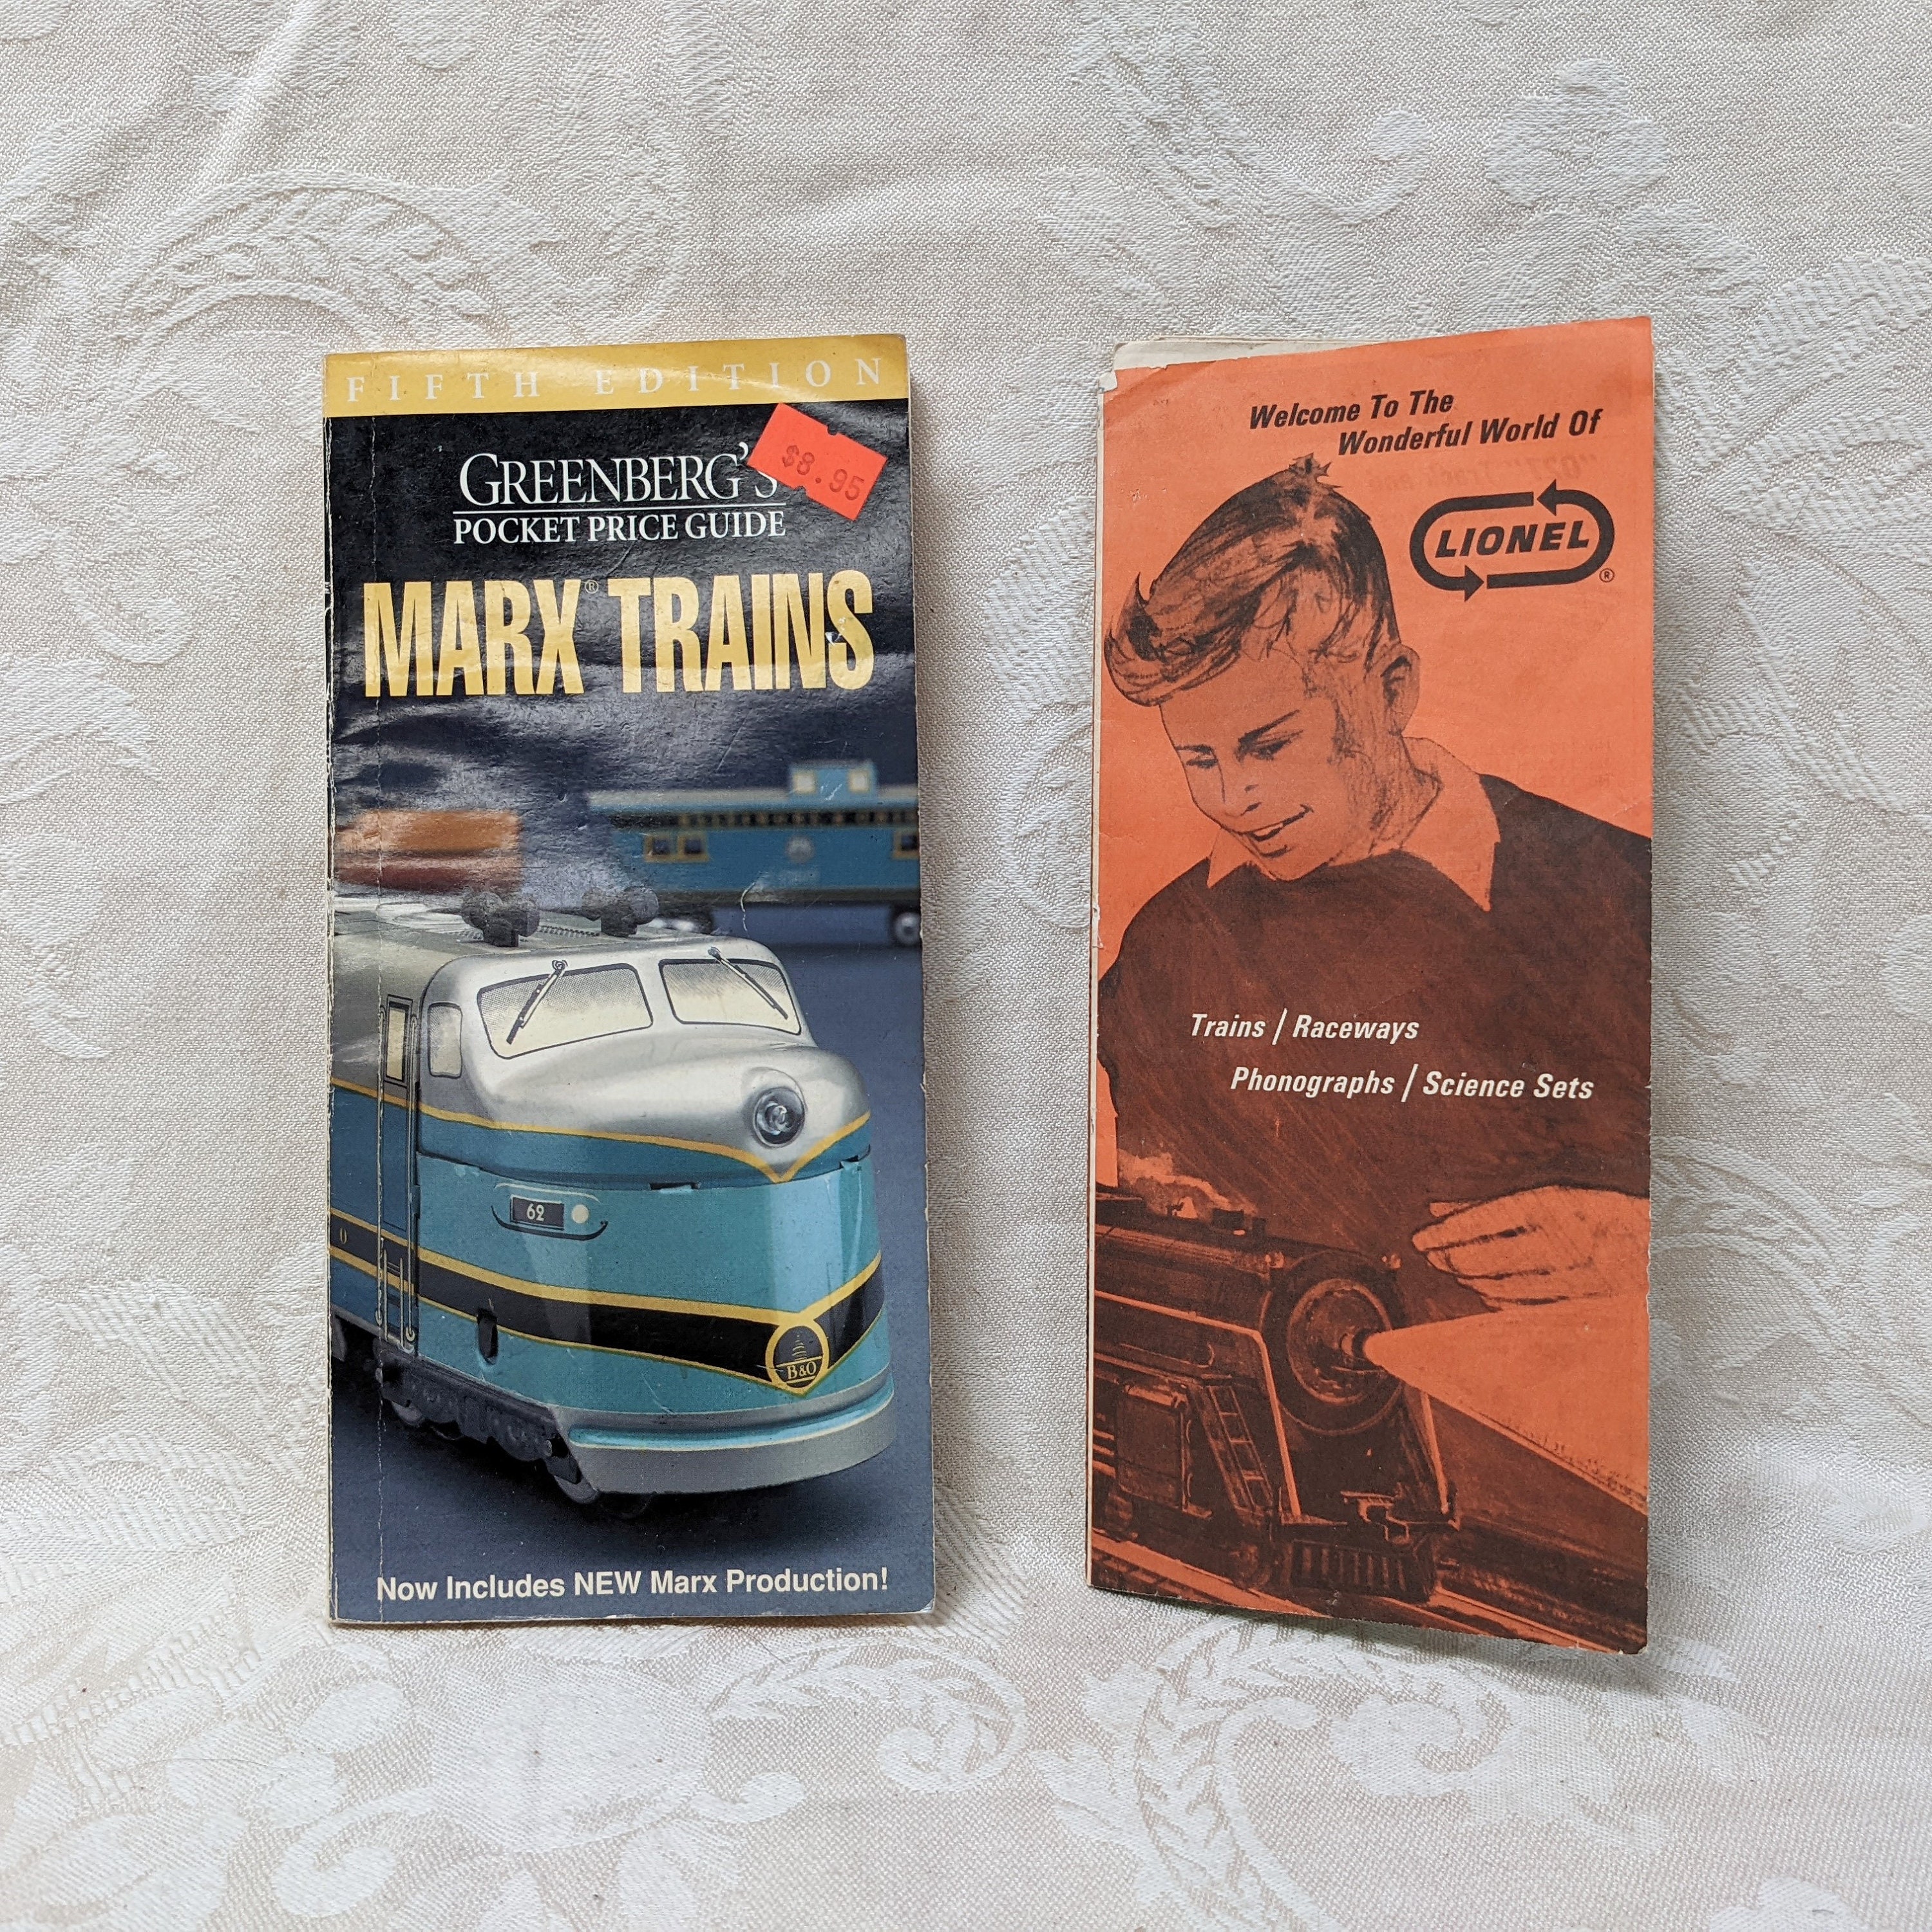 FIFTH EDITION
$8.95
GREENBERG'S
POCKET PRICE GUIDE
MARX® TRAINS
62
0
B&O
Now Includes NEW Marx Production!
Welcome To The
Wonderful World Of
LIONEL®
Trains / Raceways
Phonographs / Science Sets